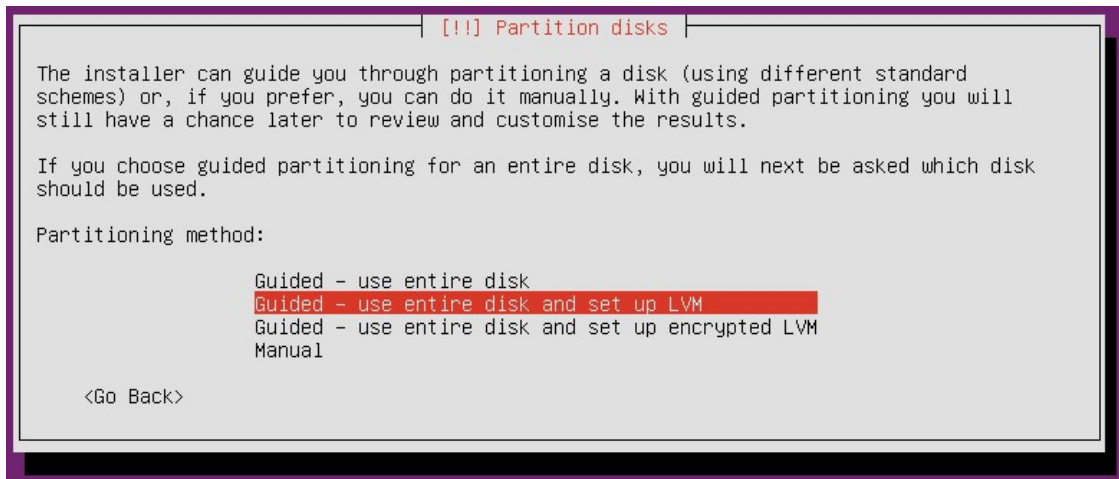 [!!] Partition disks
The installer can guide you through partitioning a disk (using different standard
schemes) or, if you prefer, you can do it manually. With guided partitioning you will
still have a chance later to review and customise the results.
If you choose guided partitioning for an entire disk, you will next be asked which disk
should be used.
Partitioning method:
Guided - use entire disk
Guided - use entire disk and set up LVM
Guided - use entire disk and set up encrypted LVM
Manual
<Go Back>